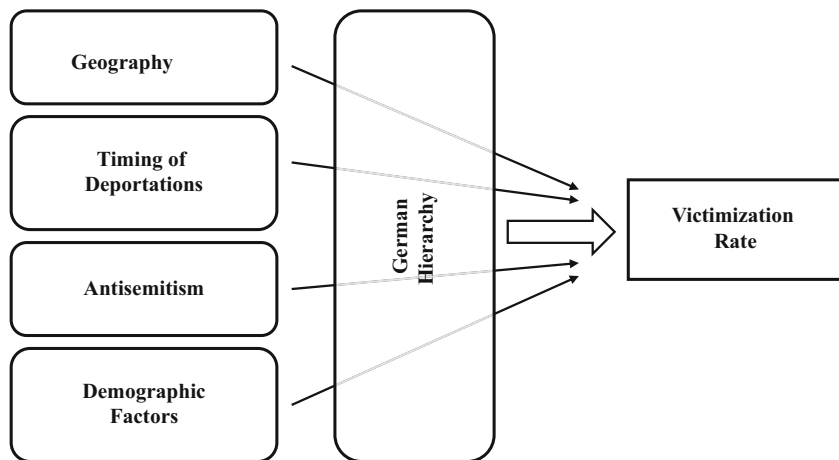 Geography
Timing of
Deportations
Antisemitism
Demographic
Factors
German
Hierarchy
Victimization
Rate